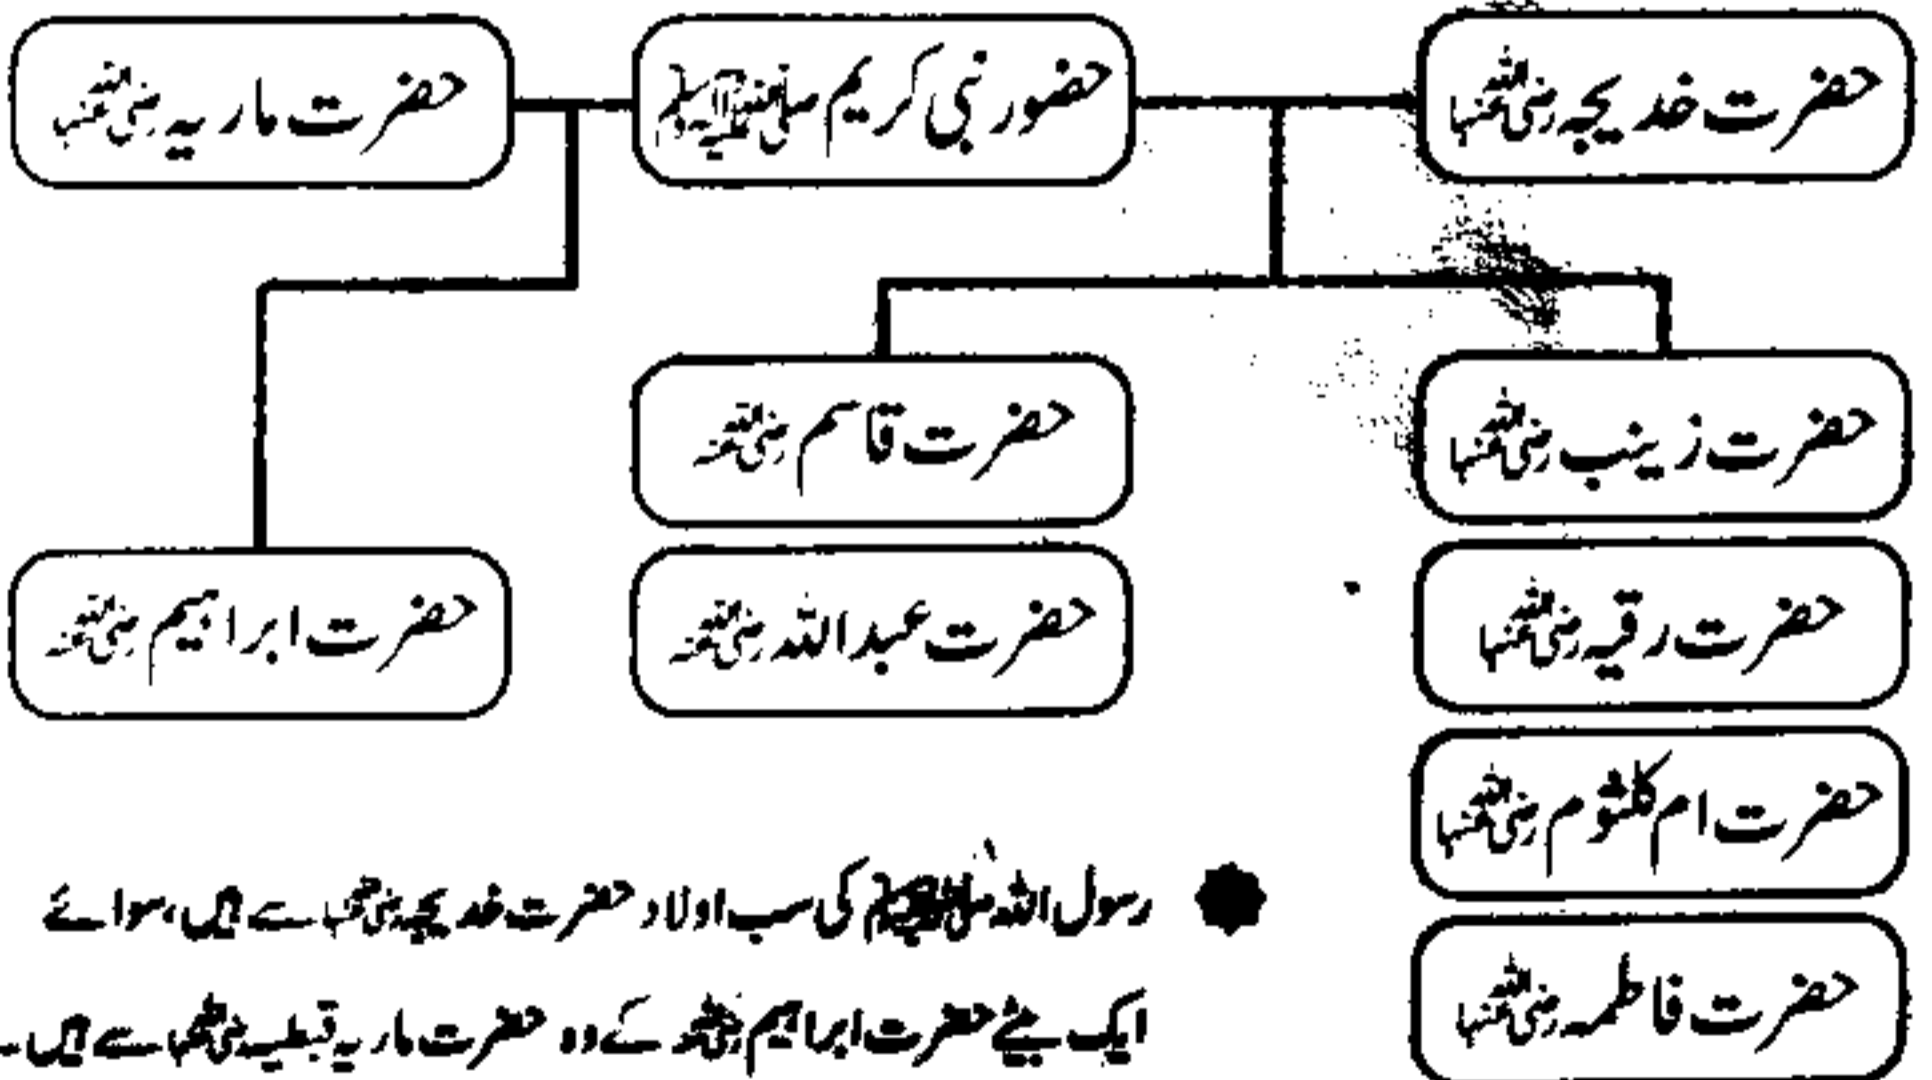 حضرت خدیجہ رضی اللہ عنہا
حضور نبی کریم صلی اللہ علیہ وآلہ وسلم
حضرت ماریہ رضی اللہ عنہا
حضرت زینب رضی اللہ عنہا
حضرت قاسم رضی اللہ عنہ
حضرت رقیہ رضی اللہ عنہا
حضرت عبداللہ رضی اللہ عنہ
حضرت ابراہیم رضی اللہ عنہ
حضرت ام کلثوم رضی اللہ عنہا
حضرت فاطمہ رضی اللہ عنہا
رسول اللہ صلی اللہ علیہ وسلم کی سب اولاد حضرت خدیجہ رضی اللہ عنہا سے ہیں، سوائے
ایک بیٹے حضرت ابراہیم رضی اللہ عنہ کے وہ حضرت ماریہ قبطیہ رضی اللہ عنہا سے ہیں۔